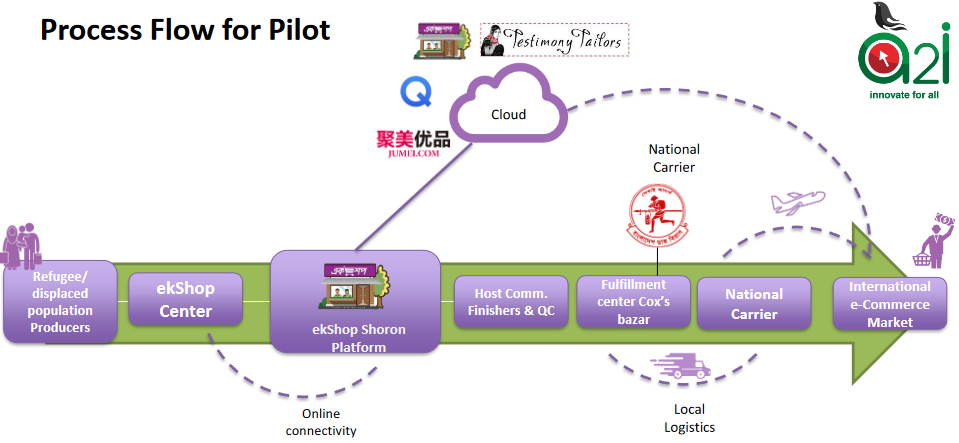 Process Flow for Pilot
Testimony Tailors
a2i
innovate for all
Cloud
Q
聚美优品
JUMEI.COM
National
Carrier
Refugee/
displaced
population
Producers
ekShop
Center
ekShop Shoron
Platform
Host Comm.
Finishers & QC
Fulfillment
center Cox's
bazar
National
Carrier
International
e-Commerce
Market
Online
connectivity
Local
Logistics